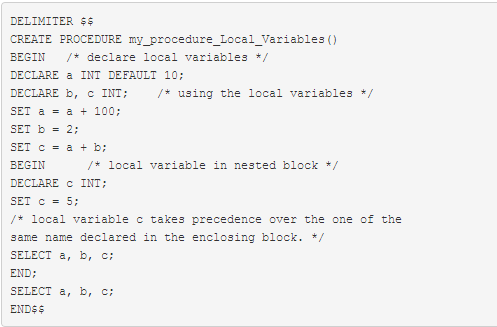 DELIMITER $$
CREATE PROCEDURE my_procedure_Local_Variables()
BEGIN   /* declare local variables */
DECLARE a INT DEFAULT 10;
DECLARE b, c INT;    /* using the local variables */
SET a = a + 100;
SET b = 2;
SET c = a + b;
BEGIN      /* local variable in nested block */
DECLARE c INT;
SET c = 5;
/* local variable c takes precedence over the one of the
same name declared in the enclosing block. */
SELECT a, b, c;
END;
SELECT a, b, c;
END$$